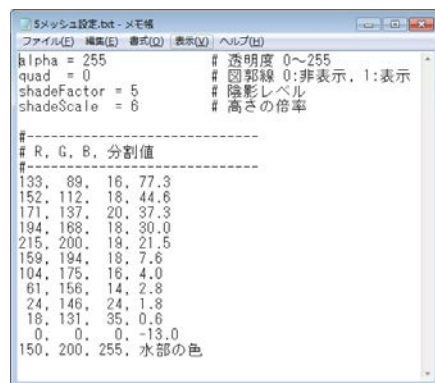 5メッシュ設定.txt - メモ帳
ファイル(F) 編集(E) 書式(O) 表示(V) ヘルプ(H)
alpha = 255 # 透明度 0～255
quad = 0 # 図郭線 0:非表示, 1:表示
shadeFactor = 5 # 陰影レベル
shadeScale = 6 # 高さの倍率
#-------------------------------
# R, G, B, 分割値
#-------------------------------
133, 89, 16, 77.3
152, 112, 18, 44.6
171, 137, 20, 37.3
194, 168, 18, 30.0
215, 200, 19, 21.5
159, 194, 18, 7.6
104, 175, 16, 4.0
61, 156, 14, 2.8
24, 146, 24, 1.8
18, 131, 35, 0.6
0, 0, 0, -13.0
150, 200, 255, 水部の色